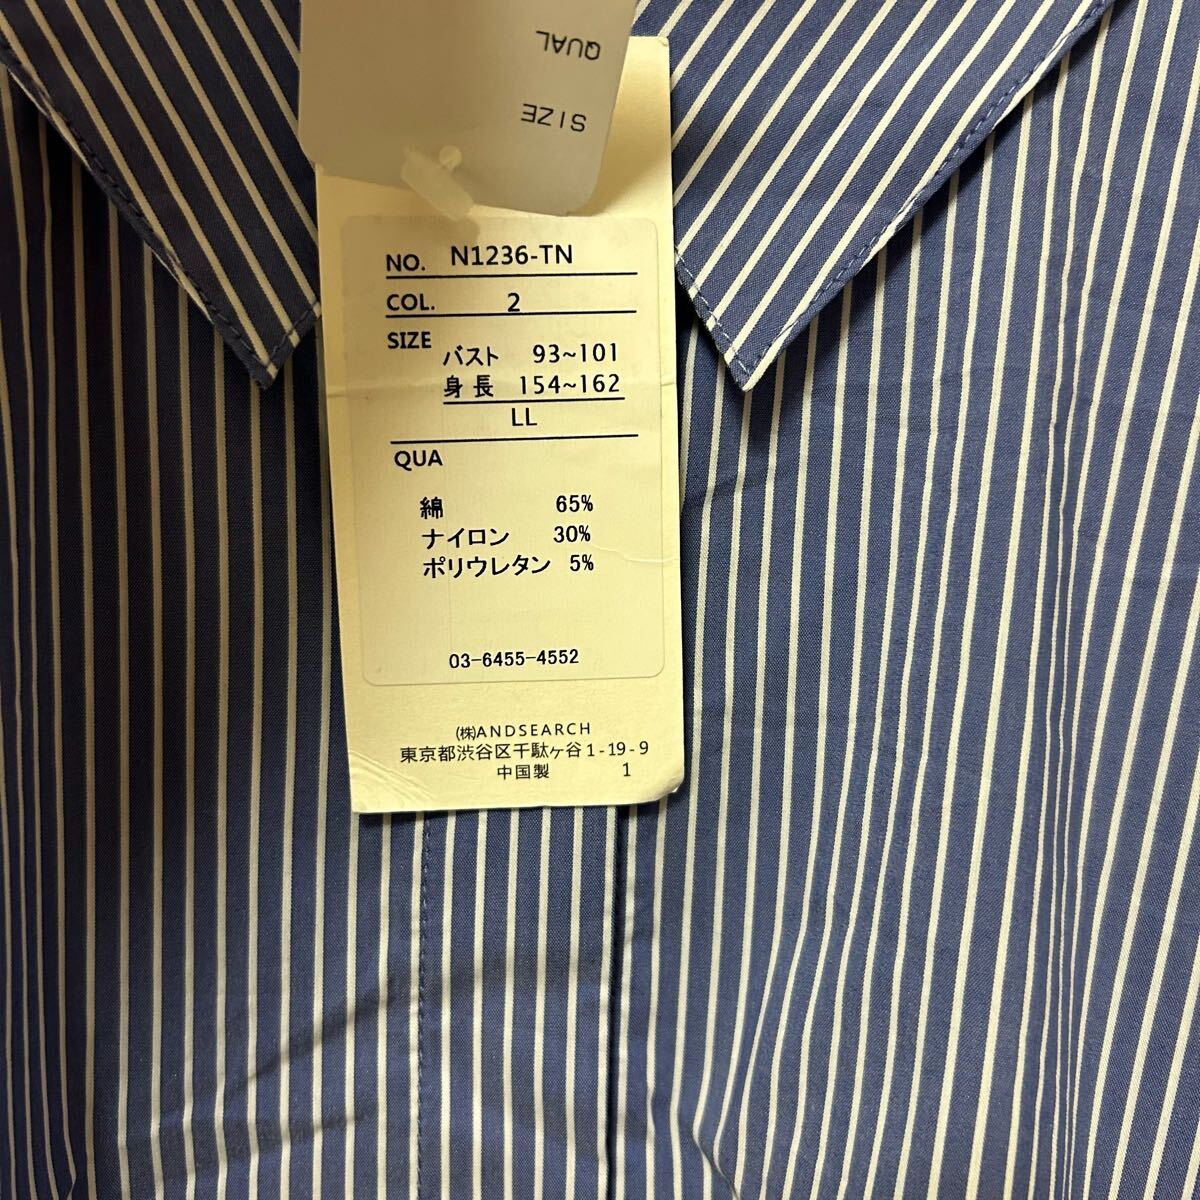 QUAL
SIZE
NO. N1236-TN
COL. 2
SIZE
バスト 93~101
身長 154~162
LL
QUA
綿 65%
ナイロン 30%
ポリウレタン 5%
03-6455-4552
(株)ANDSEARCH
東京都渋谷区千駄ヶ谷1-19-9
中国製 1